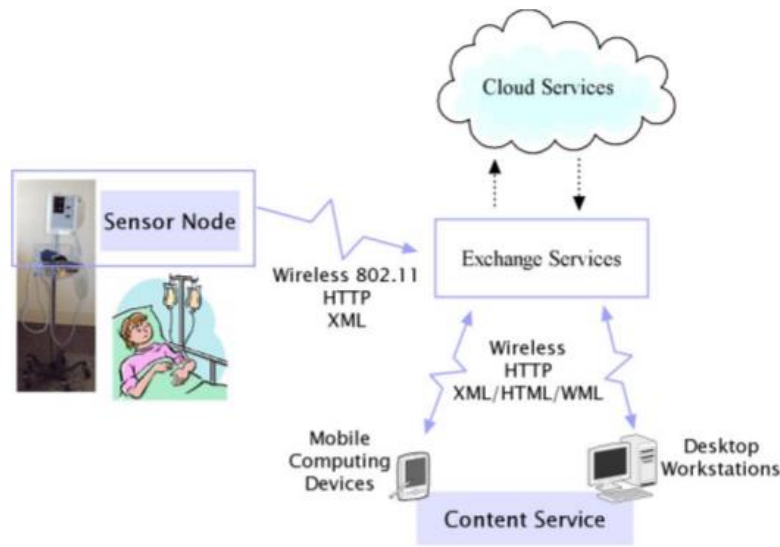 Cloud Services
Sensor Node
Exchange Services
Wireless 802.11
HTTP
XML
Wireless
HTTP
XML/HTML/WML
Mobile
Computing
Devices
Desktop
Workstations
Content Service